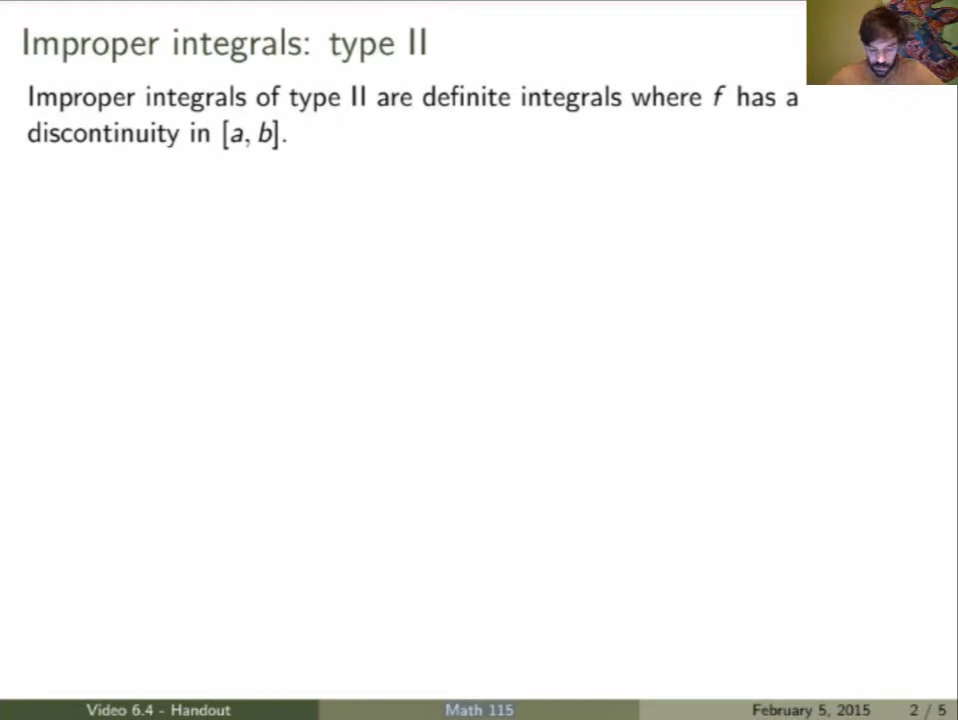 Improper integrals: type II
Improper integrals of type II are definite integrals where f has a
discontinuity in [a, b].
Video 6.4 - Handout
Math 115
February 5, 2015
2 / 5